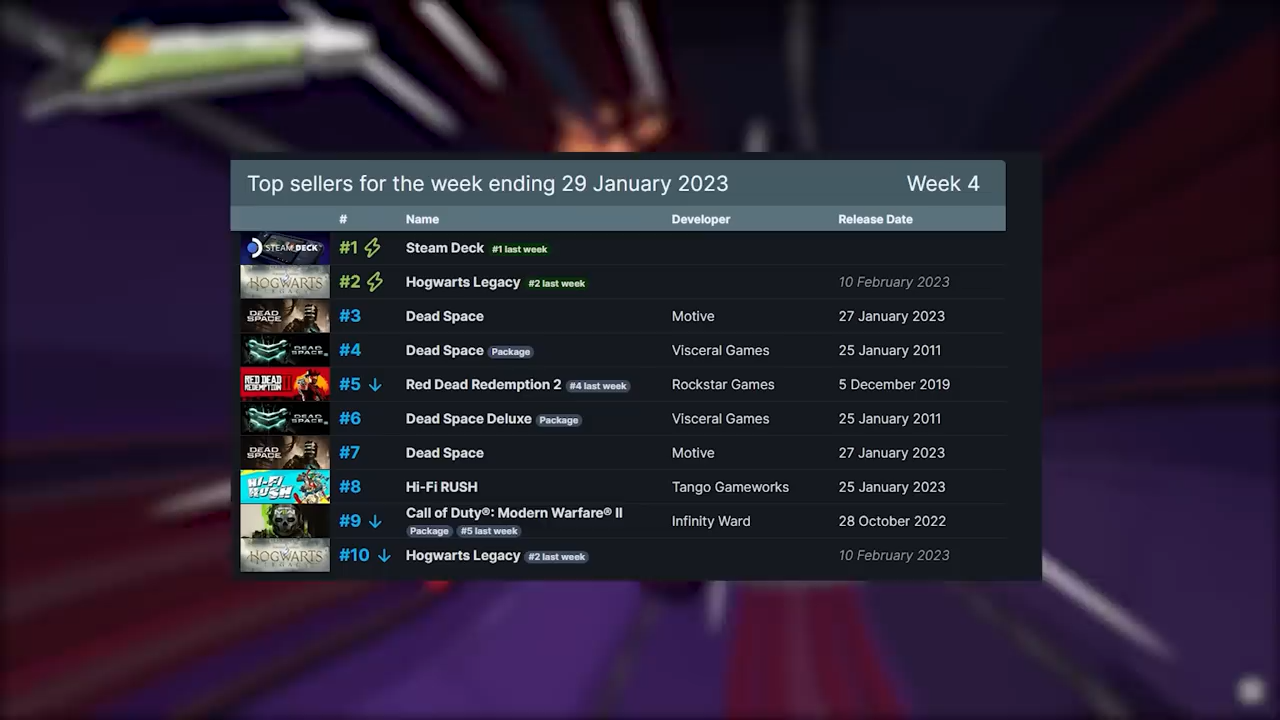 Top sellers for the week ending 29 January 2023 Week 4
# Name Developer Release Date
STEAM DECK #1 Steam Deck #1 last week
HOGWARTS #2 Hogwarts Legacy #2 last week 10 February 2023
DEAD SPACE #3 Dead Space Motive 27 January 2023
DEAD SPACE #4 Dead Space Package Visceral Games 25 January 2011
RED DEAD REDEMPTION II #5 Red Dead Redemption 2 #4 last week Rockstar Games 5 December 2019
DEAD SPACE #6 Dead Space Deluxe Package Visceral Games 25 January 2011
DEAD SPACE #7 Dead Space Motive 27 January 2023
HI-FI RUSH #8 Hi-Fi RUSH Tango Gameworks 25 January 2023
#9 Call of Duty®: Modern Warfare® II Infinity Ward 28 October 2022
Package #5 last week
HOGWARTS #10 Hogwarts Legacy #2 last week 10 February 2023